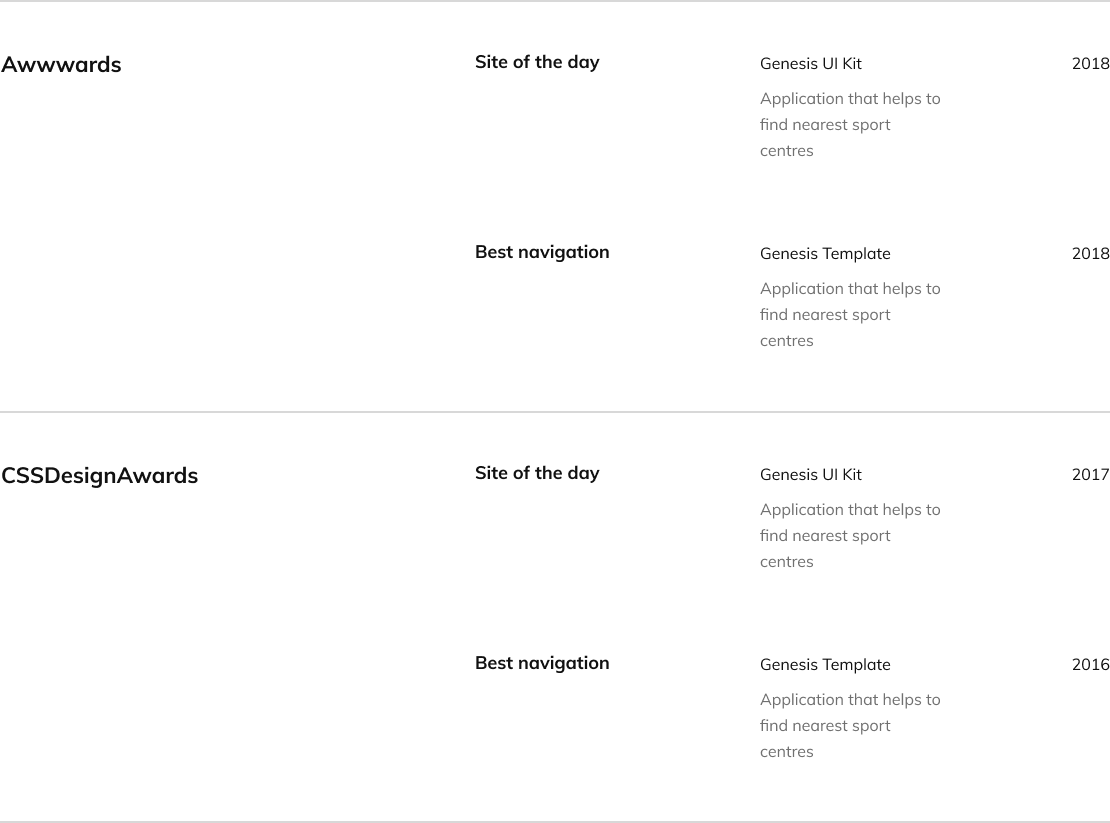 Awwwards
Site of the day
Genesis UI Kit
2018
Application that helps to
find nearest sport
centres
Best navigation
Genesis Template
2018
Application that helps to
find nearest sport
centres
CSSDesignAwards
Site of the day
Genesis UI Kit
2017
Application that helps to
find nearest sport
centres
Best navigation
Genesis Template
2016
Application that helps to
find nearest sport
centres